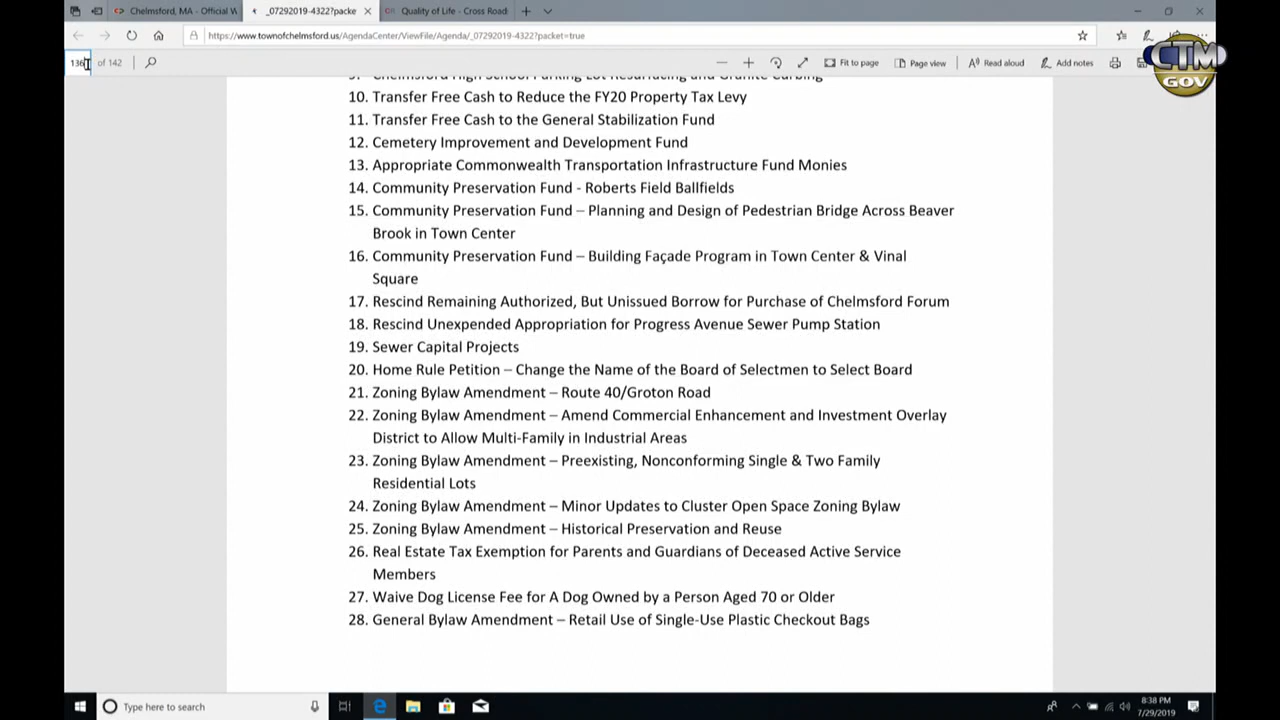 Chelmsford, MA - Official W
_07292019-4322?packe
Quality of Life - Cross Road
https://www.townofchelmsford.us/AgendaCenter/ViewFile/Agenda/_07292019-4322?packet=true
136 of 142
Fit to page
Page view
Read aloud
Add notes
CTM
GOV
9. Chelmsford High School Parking Lot Resurfacing and Granite Curbing
10. Transfer Free Cash to Reduce the FY20 Property Tax Levy
11. Transfer Free Cash to the General Stabilization Fund
12. Cemetery Improvement and Development Fund
13. Appropriate Commonwealth Transportation Infrastructure Fund Monies
14. Community Preservation Fund - Roberts Field Ballfields
15. Community Preservation Fund – Planning and Design of Pedestrian Bridge Across Beaver
Brook in Town Center
16. Community Preservation Fund – Building Façade Program in Town Center & Vinal
Square
17. Rescind Remaining Authorized, But Unissued Borrow for Purchase of Chelmsford Forum
18. Rescind Unexpended Appropriation for Progress Avenue Sewer Pump Station
19. Sewer Capital Projects
20. Home Rule Petition – Change the Name of the Board of Selectmen to Select Board
21. Zoning Bylaw Amendment – Route 40/Groton Road
22. Zoning Bylaw Amendment – Amend Commercial Enhancement and Investment Overlay
District to Allow Multi-Family in Industrial Areas
23. Zoning Bylaw Amendment – Preexisting, Nonconforming Single & Two Family
Residential Lots
24. Zoning Bylaw Amendment – Minor Updates to Cluster Open Space Zoning Bylaw
25. Zoning Bylaw Amendment – Historical Preservation and Reuse
26. Real Estate Tax Exemption for Parents and Guardians of Deceased Active Service
Members
27. Waive Dog License Fee for A Dog Owned by a Person Aged 70 or Older
28. General Bylaw Amendment – Retail Use of Single-Use Plastic Checkout Bags
Type here to search
8:38 PM
7/29/2019